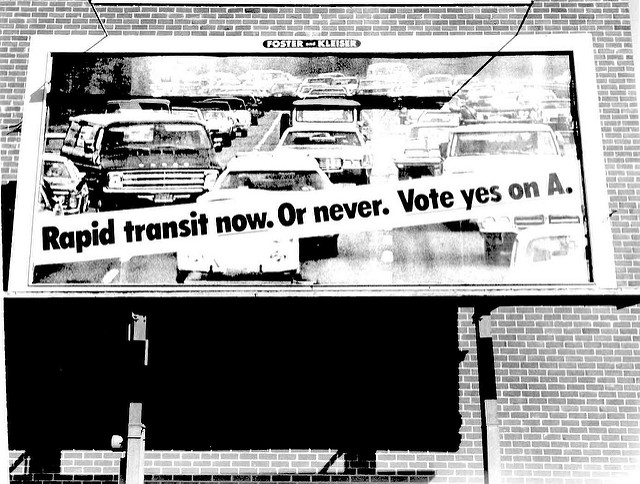 FOSTER AND KLEISER
Rapid transit now. Or never. Vote yes on A.